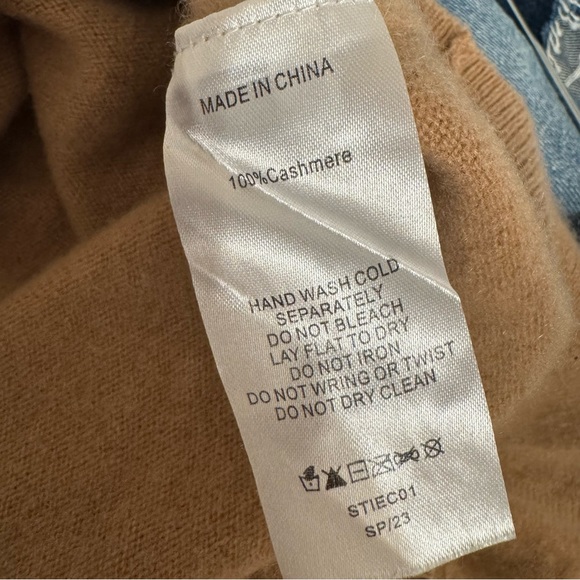 MADE IN CHINA
100%Cashmere
HAND WASH COLD
SEPARATELY
DO NOT BLEACH
LAY FLAT TO DRY
DO NOT IRON
DO NOT WRING OR TWIST
DO NOT DRY CLEAN
STIEC01
SP/23